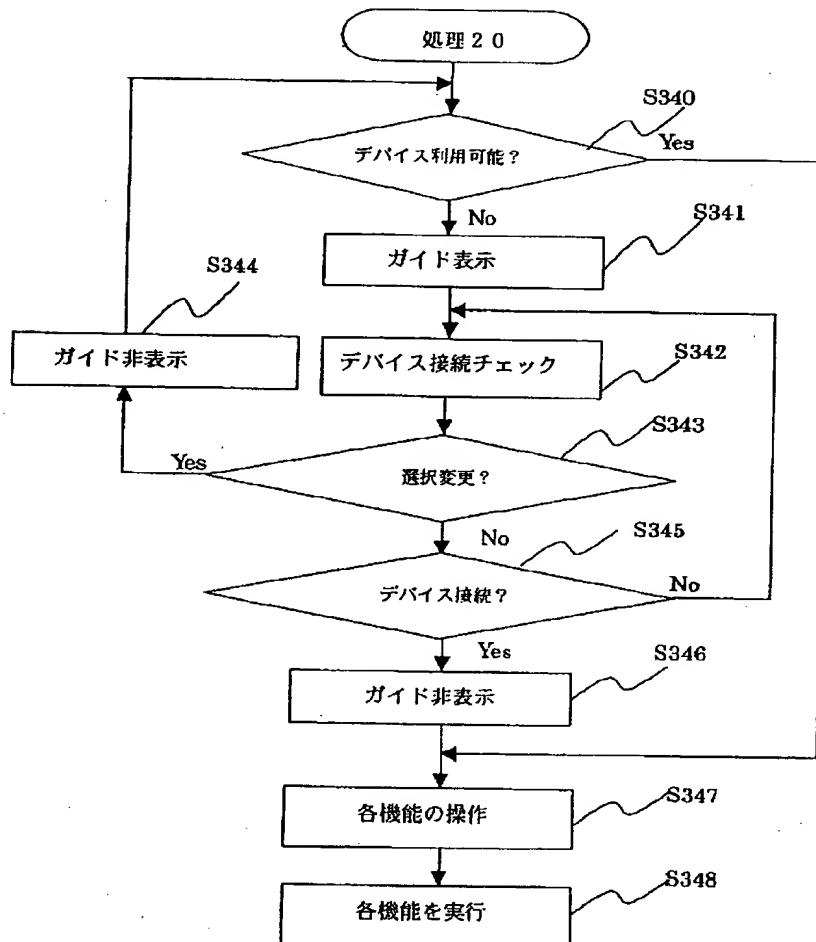 処理20
S340
デバイス利用可能?
Yes
No
S341
ガイド表示
S344
ガイド非表示
S342
デバイス接続チェック
S343
Yes
選択変更?
No
S345
デバイス接続?
No
Yes
S346
ガイド非表示
S347
各機能の操作
S348
各機能を実行